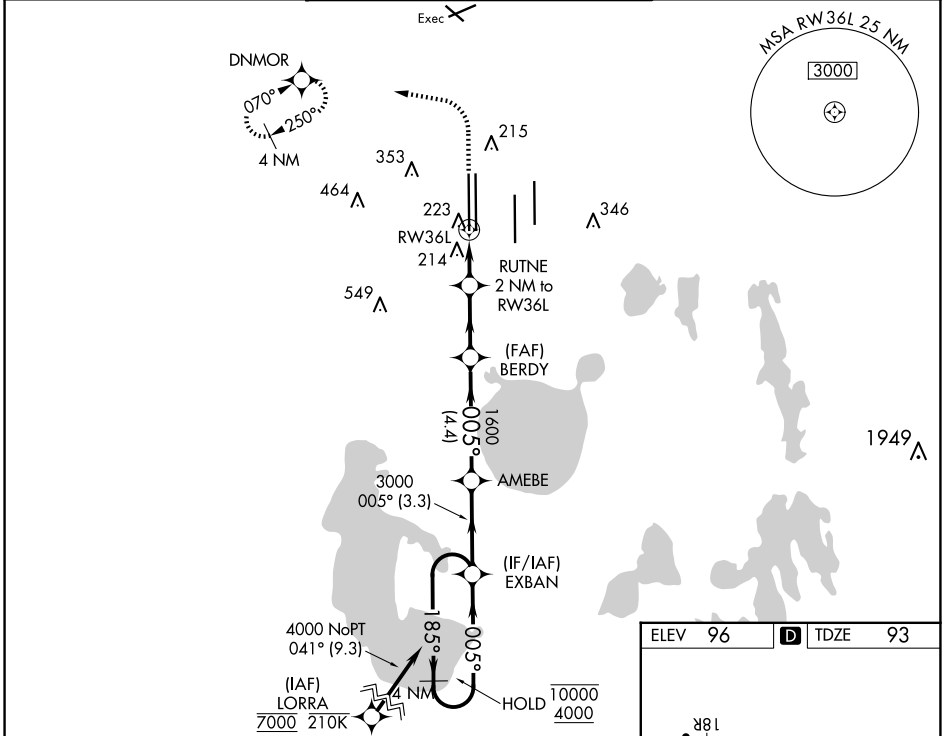 Exec
MSA RW36L 25 NM
3000
DNMOR
070°
250°
4 NM
215
353
464
223
346
RW36L
214
RUTNE
2 NM to
RW36L
549
(FAF)
BERDY
1600
005°
(4.4)
1949
AMEBE
3000
005° (3.3)
(IF/IAF)
EXBAN
185°
005°
4000 NoPT
041° (9.3)
(IAF)
LORRA
7000 210K
4 NM
HOLD
10000
4000
ELEV 96 D TDZE 93
18R